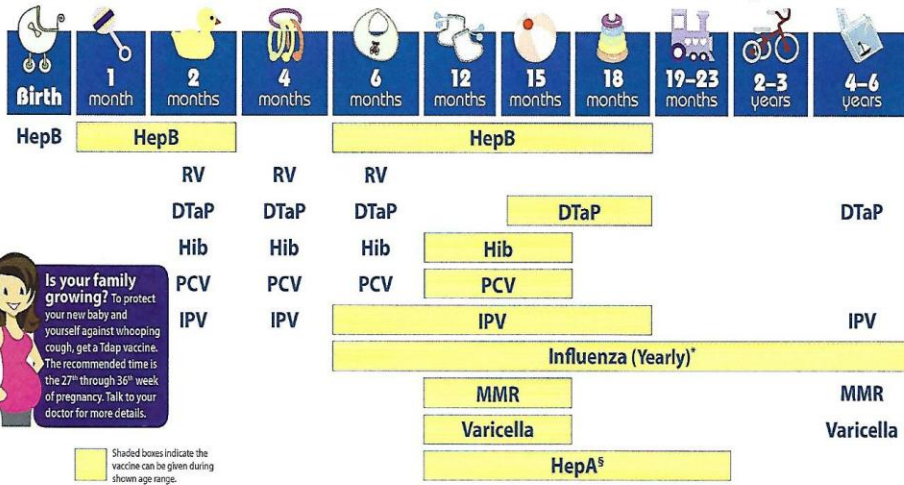 Birth
1
month
2
months
4
months
6
months
12
months
15
months
18
months
19–23
months
2–3
years
4–6
years
HepB HepB HepB
RV RV RV
DTaP DTaP DTaP DTaP DTaP
Hib Hib Hib Hib
PCV PCV PCV PCV
IPV IPV IPV IPV
Influenza (Yearly)*
MMR MMR
Varicella Varicella
HepA§
Is your family
growing? To protect
your new baby and
yourself against whooping
cough, get a Tdap vaccine.
The recommended time is
the 27th through 36th week
of pregnancy. Talk to your
doctor for more details.
Shaded boxes indicate the
vaccine can be given during
shown age range.